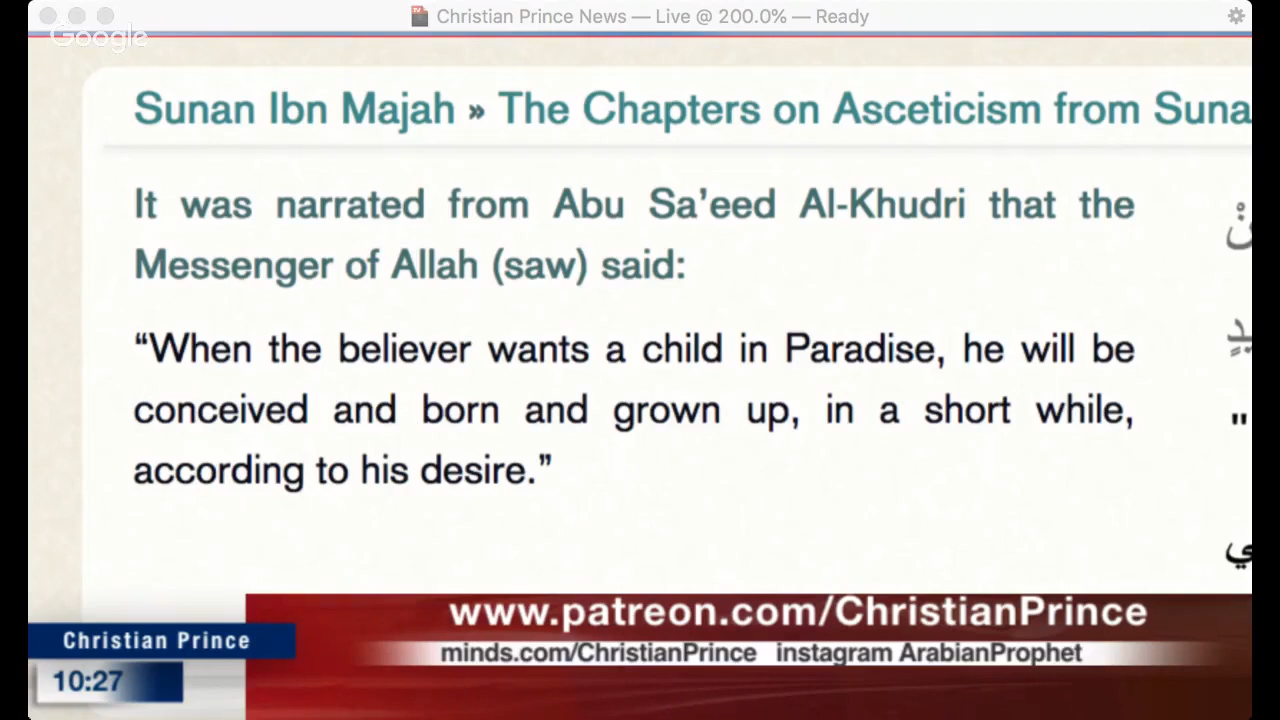 Christian Prince News — Live @ 200.0% — Ready
Google
Sunan Ibn Majah » The Chapters on Asceticism from Suna
It was narrated from Abu Sa’eed Al-Khudri that the
Messenger of Allah (saw) said:
“When the believer wants a child in Paradise, he will be
conceived and born and grown up, in a short while,
according to his desire.”
"
www.patreon.com/ChristianPrince
Christian Prince
minds.com/ChristianPrince instagram ArabianProphet
10:27